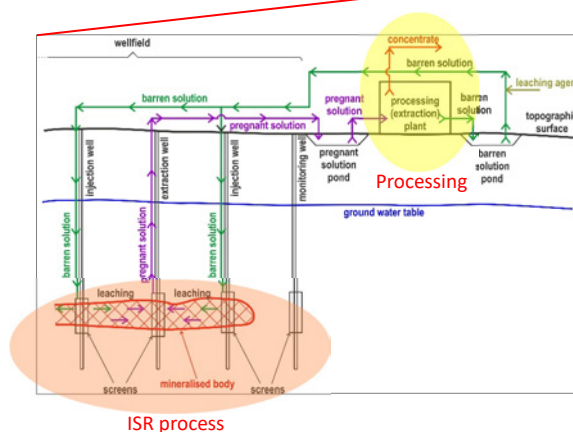 concentrate
wellfield
barren solution
leaching agen
barren solution
pregnant solution
processing (extraction) plant
barren solution
topographic surface
pregnant solution
pregnant solution pond
barren solution pond
Processing
injection well
extraction well
injection well
monitoring well
ground water table
barren solution
pregnant solution
barren solution
leaching
leaching
screens
mineralised body
screens
ISR process